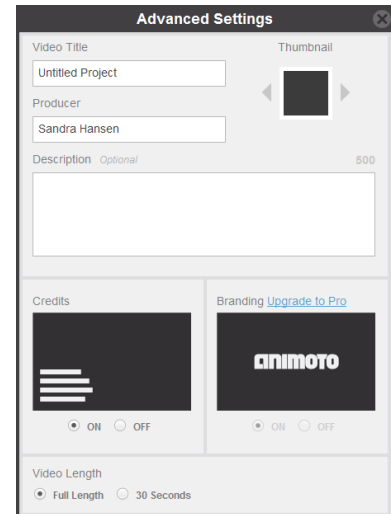 Advanced Settings
Video Title
Thumbnail
Untitled Project
Producer
Sandra Hansen
Description Optional 500
Credits
Branding Upgrade to Pro
animoto
ON OFF
ON OFF
Video Length
Full Length 30 Seconds